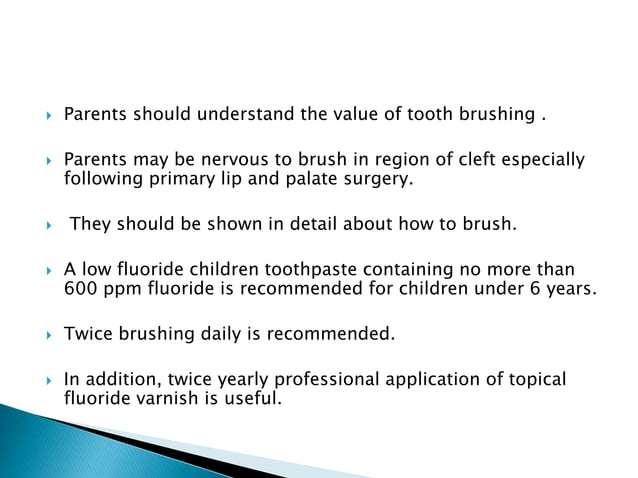 Parents should understand the value of tooth brushing .
Parents may be nervous to brush in region of cleft especially
following primary lip and palate surgery.
They should be shown in detail about how to brush.
A low fluoride children toothpaste containing no more than
600 ppm fluoride is recommended for children under 6 years.
Twice brushing daily is recommended.
In addition, twice yearly professional application of topical
fluoride varnish is useful.